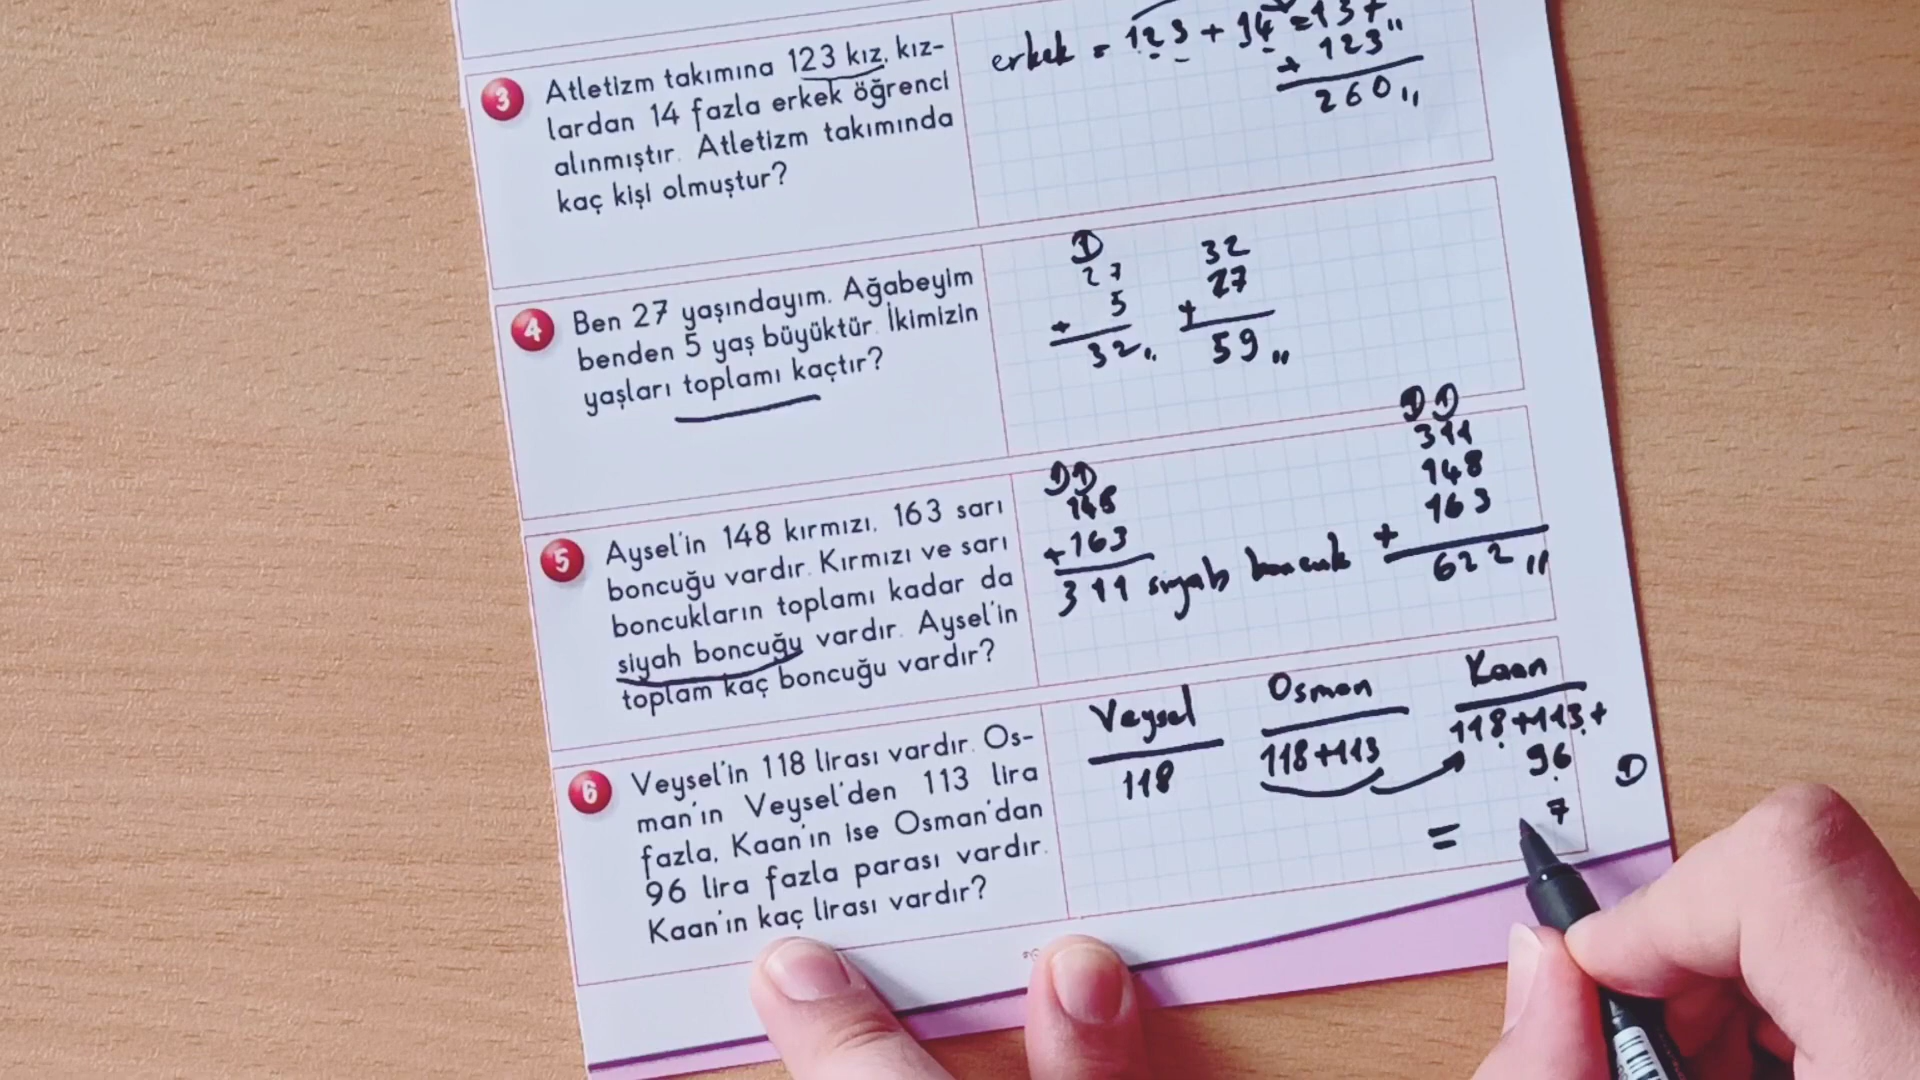 3
Atletizm takımına 123 kız, kız-
lardan 14 fazla erkek öğrenci
alınmıştır. Atletizm takımında
kaç kişi olmuştur?
erkek = 123 + 14 = 137 "
+ 123
260 "
4
Ben 27 yaşındayım. Ağabeyim
benden 5 yaş büyüktür. İkimizin
yaşları toplamı kaçtır?
1
27
+ 5
32 "
32
+ 27
59 "
5
Aysel'in 148 kırmızı, 163 sarı
boncuğu vardır. Kırmızı ve sarı
boncukların toplamı kadar da
siyah boncuğu vardır. Aysel'in
toplam kaç boncuğu vardır?
1 1
148
+163
311 siyah boncuk
1 1
311
148
+ 163
622 "
6
Veysel'in 118 lirası vardır. Os-
man'ın Veysel'den 113 lira
fazla, Kaan'ın ise Osman'dan
96 lira fazla parası vardır.
Kaan'ın kaç lirası vardır?
Veysel
118
Osman
118+113
Kaan
118+113+
96
1
= 7